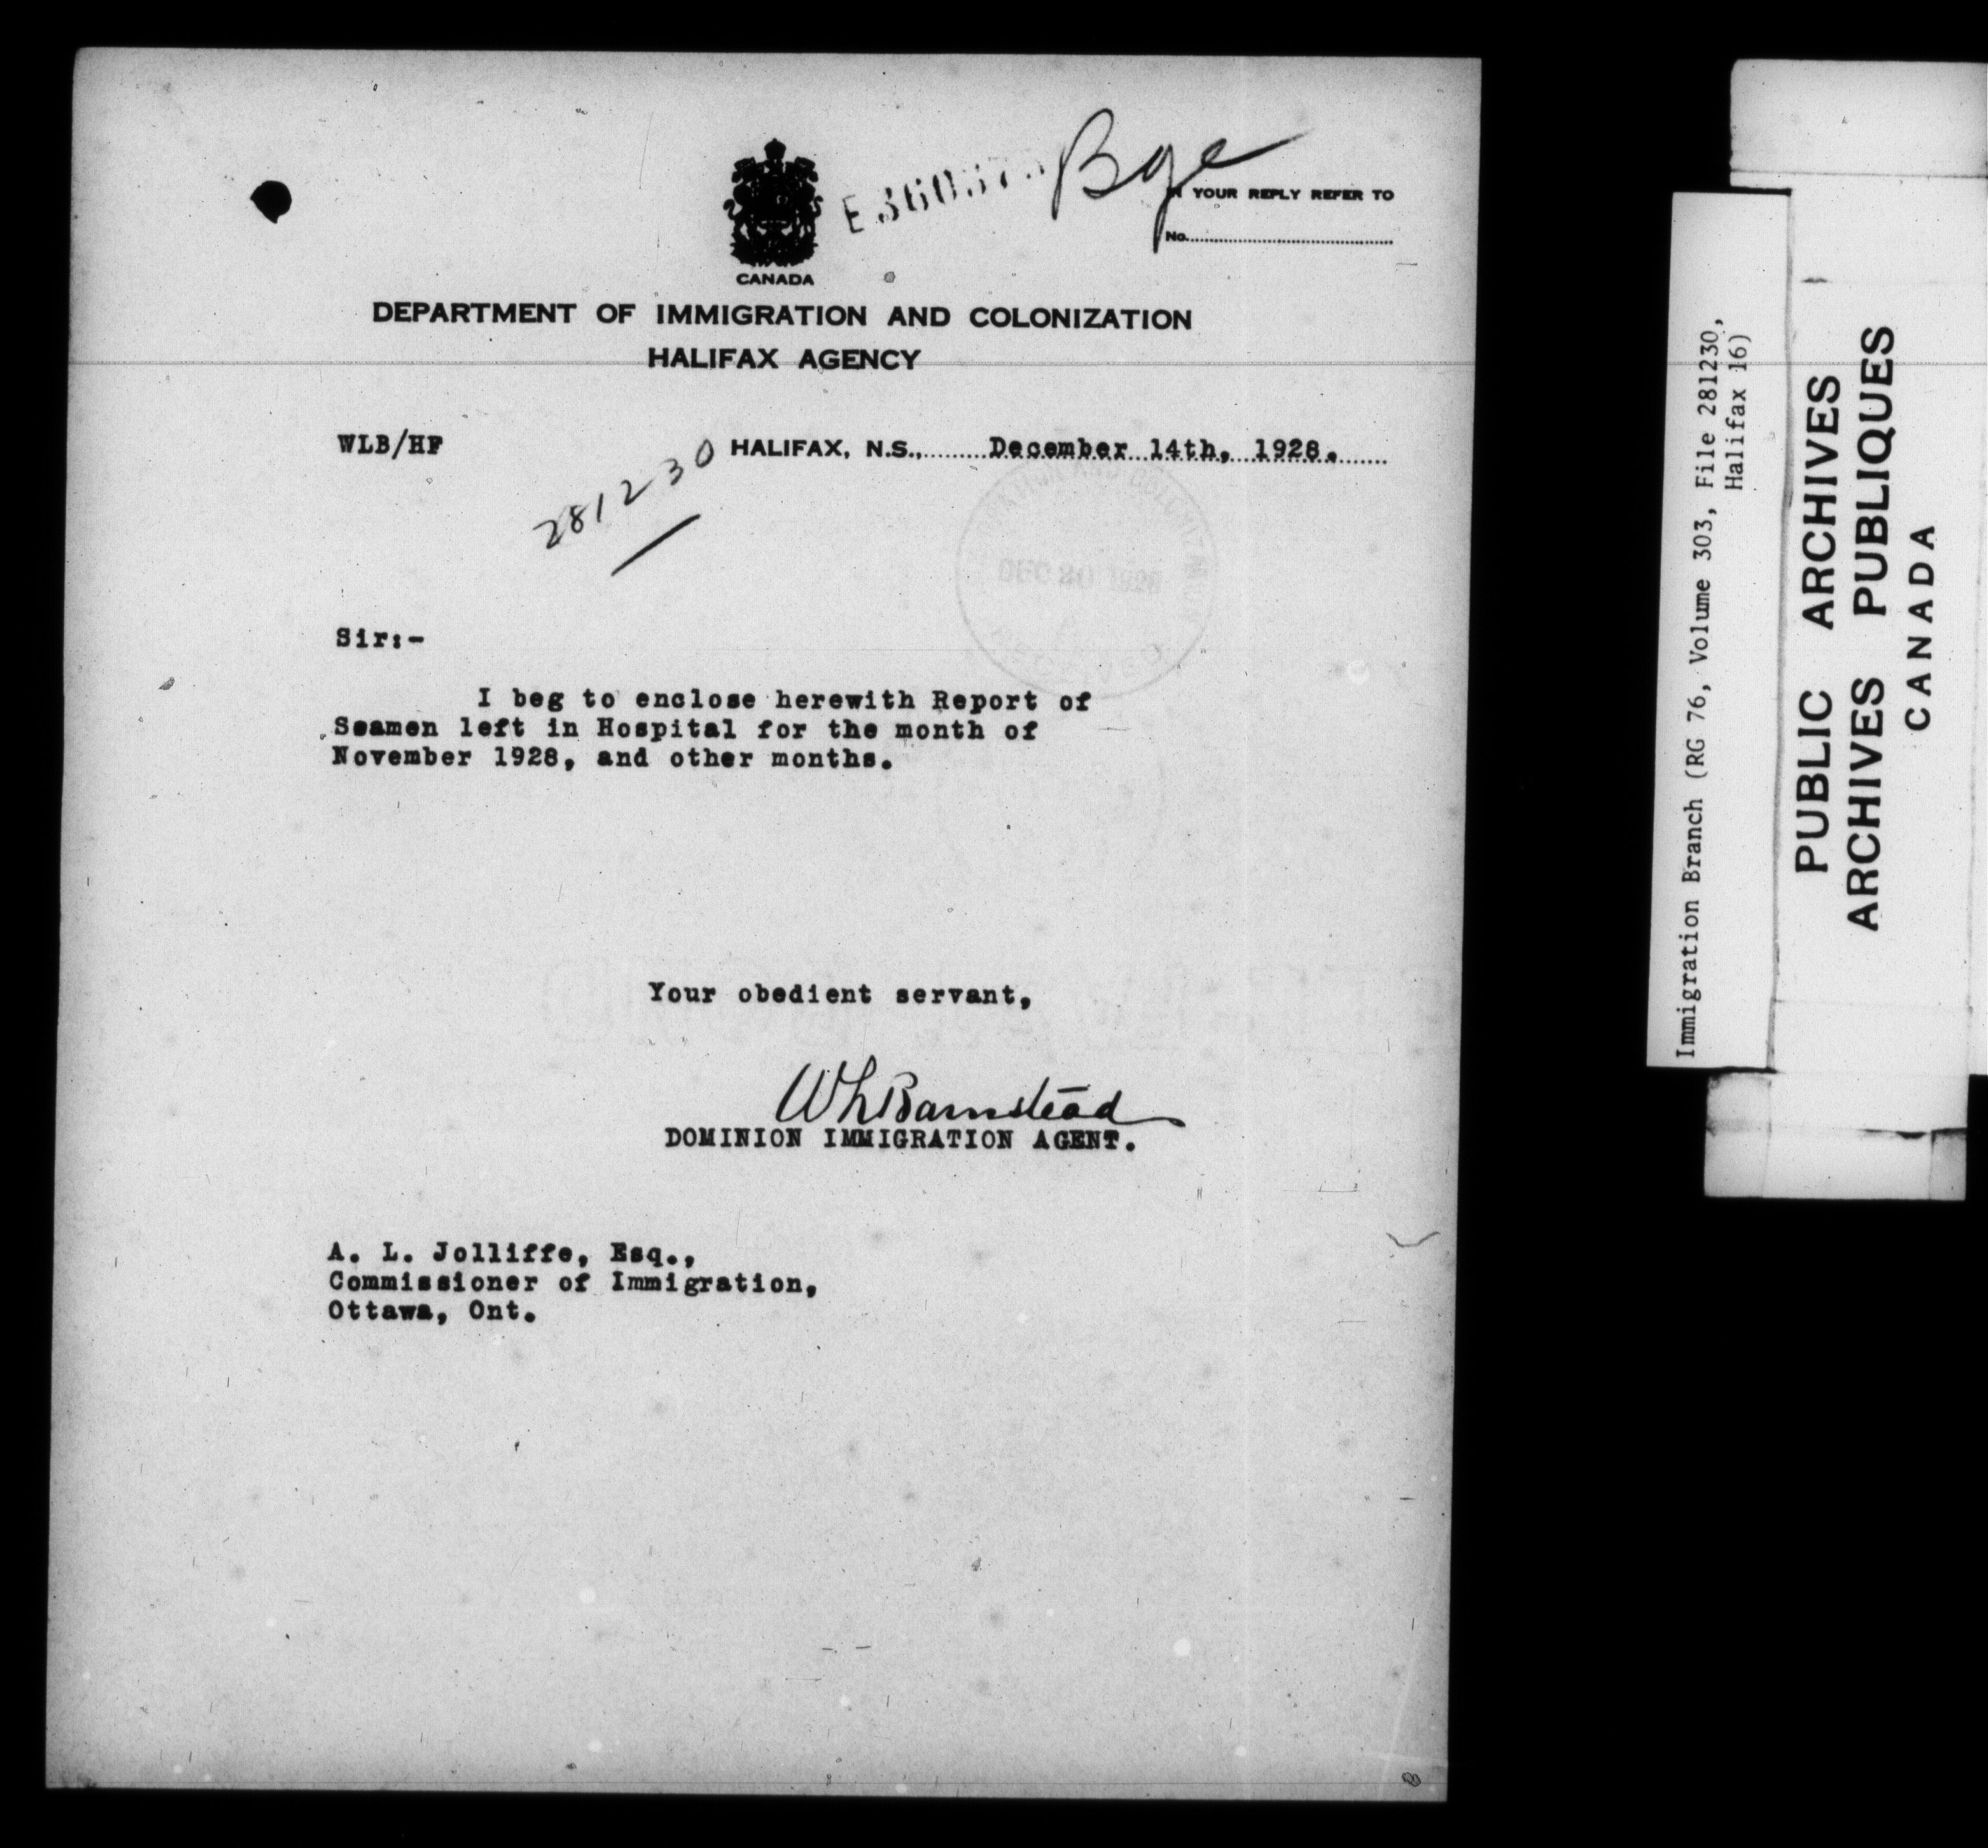 CANADA
IN YOUR REPLY REFER TO
No.
DEPARTMENT OF IMMIGRATION AND COLONIZATION
HALIFAX AGENCY
WLB/HF
281230
HALIFAX, N.S., December 14th, 1928.
DEC 20 1928
Sir:-
I beg to enclose herewith Report of
Seamen left in Hospital for the month of
November 1928, and other months.
Your obedient servant,
WLBarnstead
DOMINION IMMIGRATION AGENT.
A. L. Jolliffe, Esq.,
Commissioner of Immigration,
Ottawa, Ont.
Immigration Branch (RG 76, Volume 303, File 281230,
Halifax 16)
PUBLIC ARCHIVES
ARCHIVES PUBLIQUES
CANADA